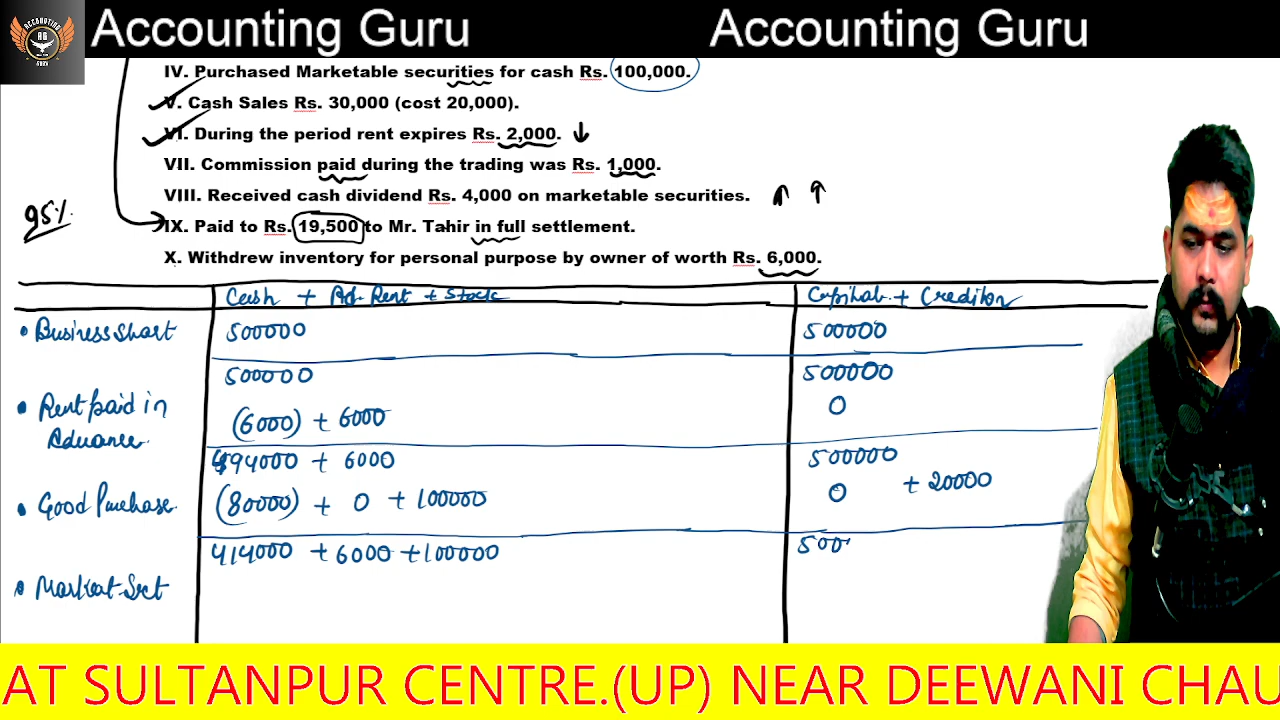 ACCOUNTING
AG
GURU
Accounting Guru
Accounting Guru
IV. Purchased Marketable securities for cash Rs. 100,000.
V. Cash Sales Rs. 30,000 (cost 20,000).
VI. During the period rent expires Rs. 2,000.
VII. Commission paid during the trading was Rs. 1,000.
VIII. Received cash dividend Rs. 4,000 on marketable securities.
95%
IX. Paid to Rs. 19,500 to Mr. Tahir in full settlement.
X. Withdrew inventory for personal purpose by owner of worth Rs. 6,000.
Cash + Ad. Rent + Stock
Capital + Creditor
• Business Start
500000
500000
500000
500000
• Rent paid in
Advance
(6000) + 6000
0
494000 + 6000
500000
• Good Purchase
(80000) + 0 + 100000
0 + 20000
414000 + 6000 + 100000
500
• Market Sect
AT SULTANPUR CENTRE.(UP) NEAR DEEWANI CHAU